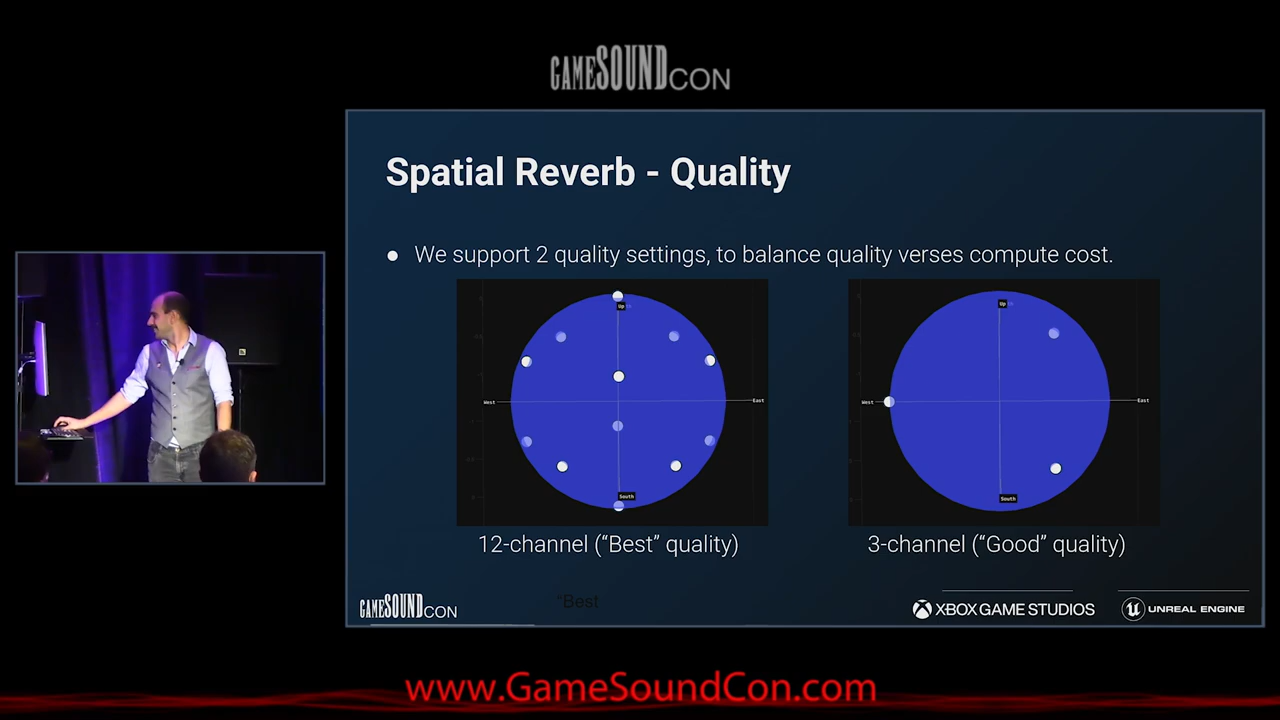 GAMESOUNDCON
Spatial Reverb - Quality
● We support 2 quality settings, to balance quality verses compute cost.
Up
West
East
South
Up
West
East
South
12-channel (“Best” quality)
3-channel (“Good” quality)
GAMESOUNDCON
“Best
XBOX GAME STUDIOS
UNREAL ENGINE
www.GameSoundCon.com